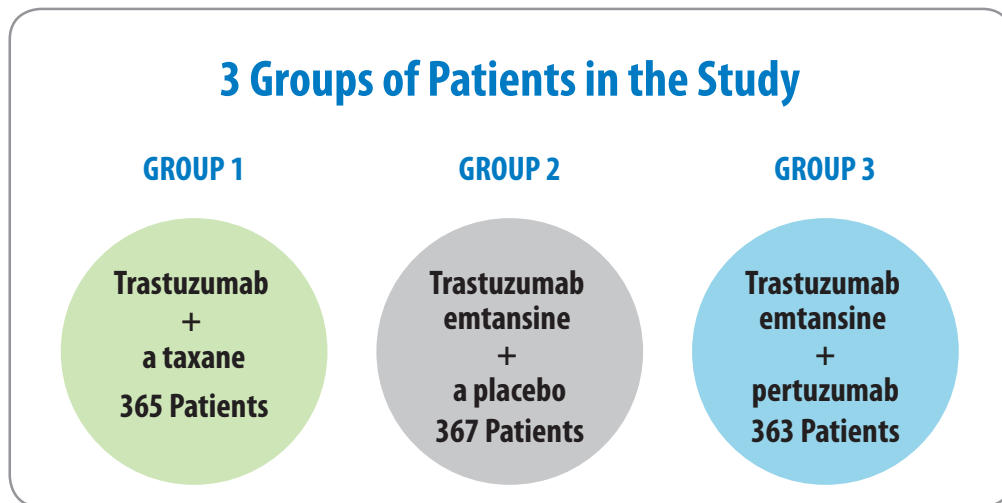 3 Groups of Patients in the Study
GROUP 1
Trastuzumab
+
a taxane
365 Patients
GROUP 2
Trastuzumab
emtansine
+
a placebo
367 Patients
GROUP 3
Trastuzumab
emtansine
+
pertuzumab
363 Patients